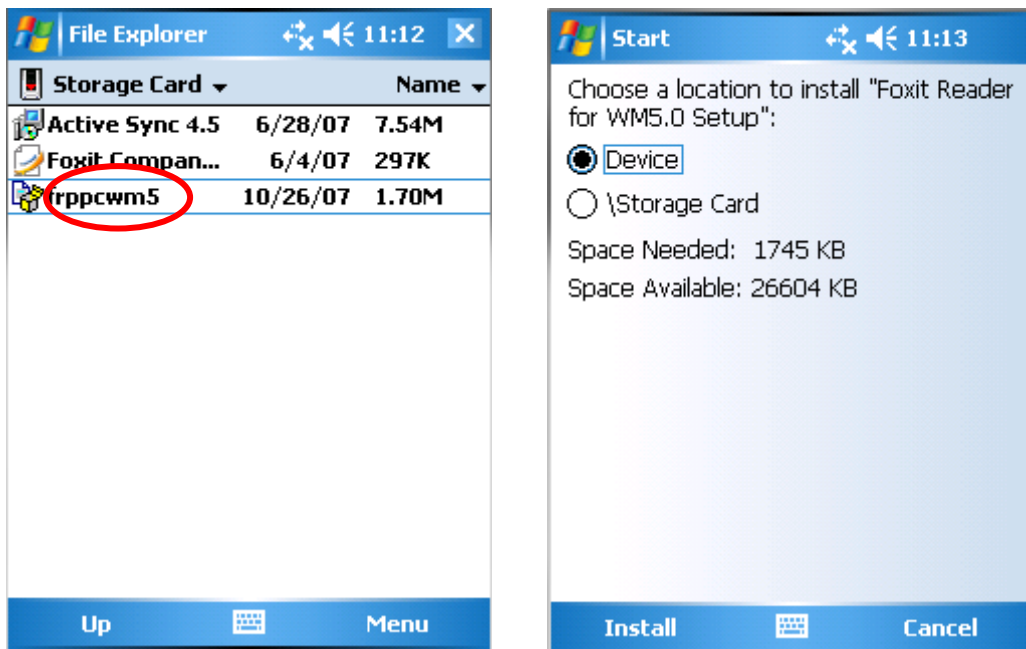 File Explorer 11:12
Storage Card Name
Active Sync 4.5 6/28/07 7.54M
Foxit Compan... 6/4/07 297K
frppcwm5 10/26/07 1.70M
Up Menu
Start 11:13
Choose a location to install "Foxit Reader
for WM5.0 Setup":
Device
\Storage Card
Space Needed: 1745 KB
Space Available: 26604 KB
Install Cancel